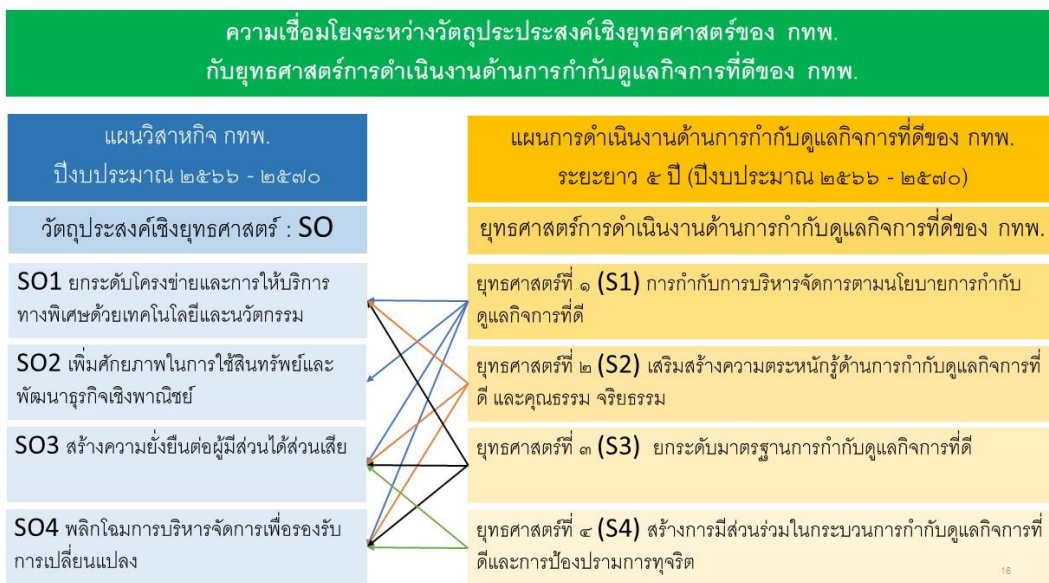 ความเชื่อมโยงระหว่างวัตถุประประสงค์เชิงยุทธศาสตร์ของ กทพ.
กับยุทธศาสตร์การดำเนินงานด้านการกำกับดูแลกิจการที่ดีของ กทพ.
แผนวิสาหกิจ กทพ.
ปีงบประมาณ ๒๕๖๖ - ๒๕๗๐
วัตถุประสงค์เชิงยุทธศาสตร์ : SO
SO1 ยกระดับโครงข่ายและการให้บริการ
ทางพิเศษด้วยเทคโนโลยีและนวัตกรรม
SO2 เพิ่มศักยภาพในการใช้สินทรัพย์และ
พัฒนาธุรกิจเชิงพาณิชย์
SO3 สร้างความยั่งยืนต่อผู้มีส่วนได้ส่วนเสีย
SO4 พลิกโฉมการบริหารจัดการเพื่อรองรับ
การเปลี่ยนแปลง
แผนการดำเนินงานด้านการกำกับดูแลกิจการที่ดีของ กทพ.
ระยะยาว ๕ ปี (ปีงบประมาณ ๒๕๖๖ - ๒๕๗๐)
ยุทธศาสตร์การดำเนินงานด้านการกำกับดูแลกิจการที่ดีของ กทพ.
ยุทธศาสตร์ที่ ๑ (S1) การกำกับการบริหารจัดการตามนโยบายการกำกับ
ดูแลกิจการที่ดี
ยุทธศาสตร์ที่ ๒ (S2) เสริมสร้างความตระหนักรู้ด้านการกำกับดูแลกิจการที่
ดี และคุณธรรม จริยธรรม
ยุทธศาสตร์ที่ ๓ (S3) ยกระดับมาตรฐานการกำกับดูแลกิจการที่ดี
ยุทธศาสตร์ที่ ๔ (S4) สร้างการมีส่วนร่วมในกระบวนการกำกับดูแลกิจการที่
ดีและการป้องปรามการทุจริต
16